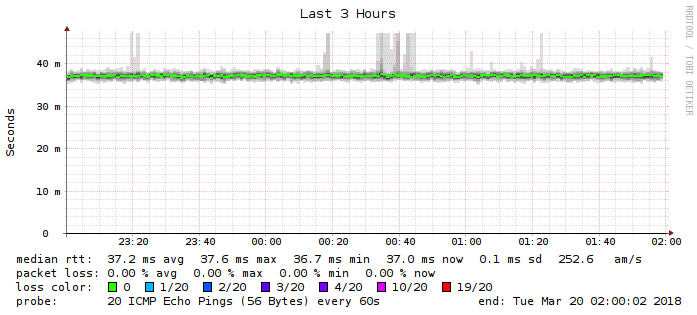 Last 3 Hours
RRDTOOL / TOBI OETIKER
Seconds
40 m
30 m
20 m
10 m
0
23:20 23:40 00:00 00:20 00:40 01:00 01:20 01:40 02:00
median rtt: 37.2 ms avg 37.6 ms max 36.7 ms min 37.0 ms now 0.1 ms sd 252.6 am/s
packet loss: 0.00 % avg 0.00 % max 0.00 % min 0.00 % now
loss color: 0 1/20 2/20 3/20 4/20 10/20 19/20
probe: 20 ICMP Echo Pings (56 Bytes) every 60s end: Tue Mar 20 02:00:02 2018